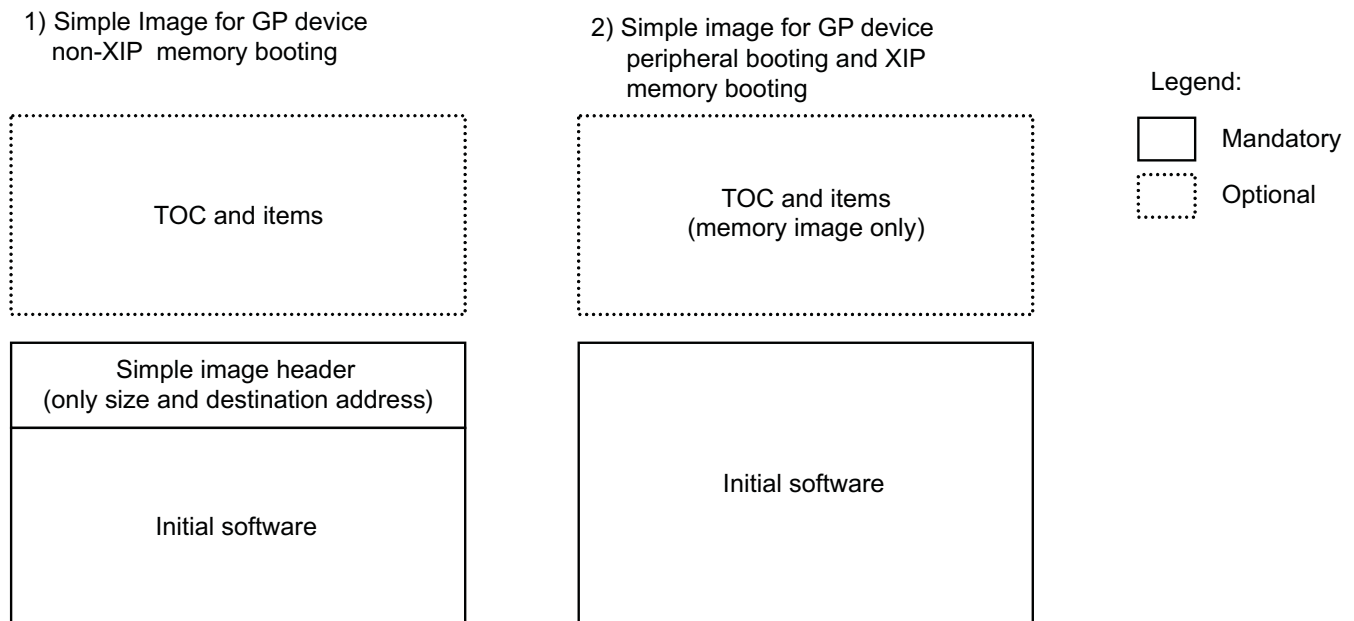 1) Simple Image for GP device
non-XIP memory booting
2) Simple image for GP device
peripheral booting and XIP
memory booting
Legend:
Mandatory
Optional
TOC and items
TOC and items
(memory image only)
Simple image header
(only size and destination address)
Initial software
Initial software